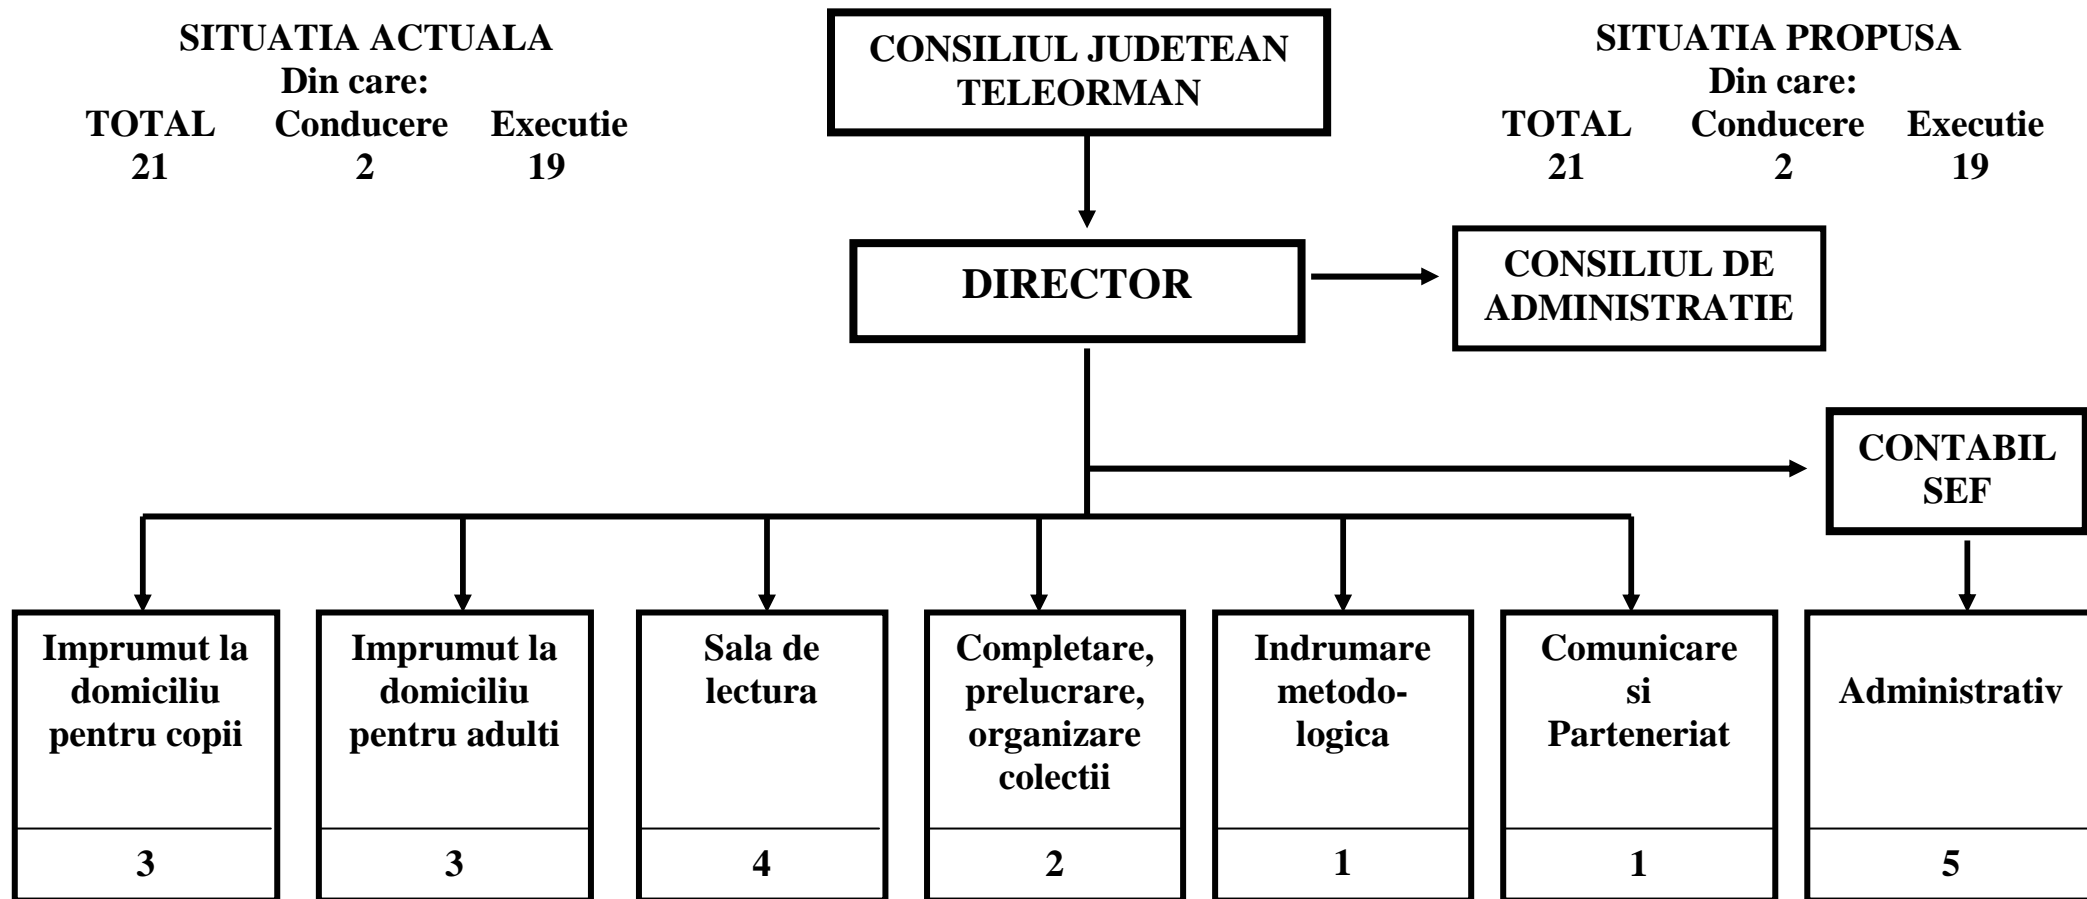 SITUATIA ACTUALA
Din care:
TOTAL Conducere Executie
21 2 19
CONSILIUL JUDETEAN
TELEORMAN
SITUATIA PROPUSA
Din care:
TOTAL Conducere Executie
21 2 19
DIRECTOR
CONSILIUL DE
ADMINISTRATIE
CONTABIL
SEF
Imprumut la
domiciliu
pentru copii
3
Imprumut la
domiciliu
pentru adulti
3
Sala de
lectura
4
Completare,
prelucrare,
organizare
colectii
2
Indrumare
metodo-
logica
1
Comunicare
si
Parteneriat
1
Administrativ
5